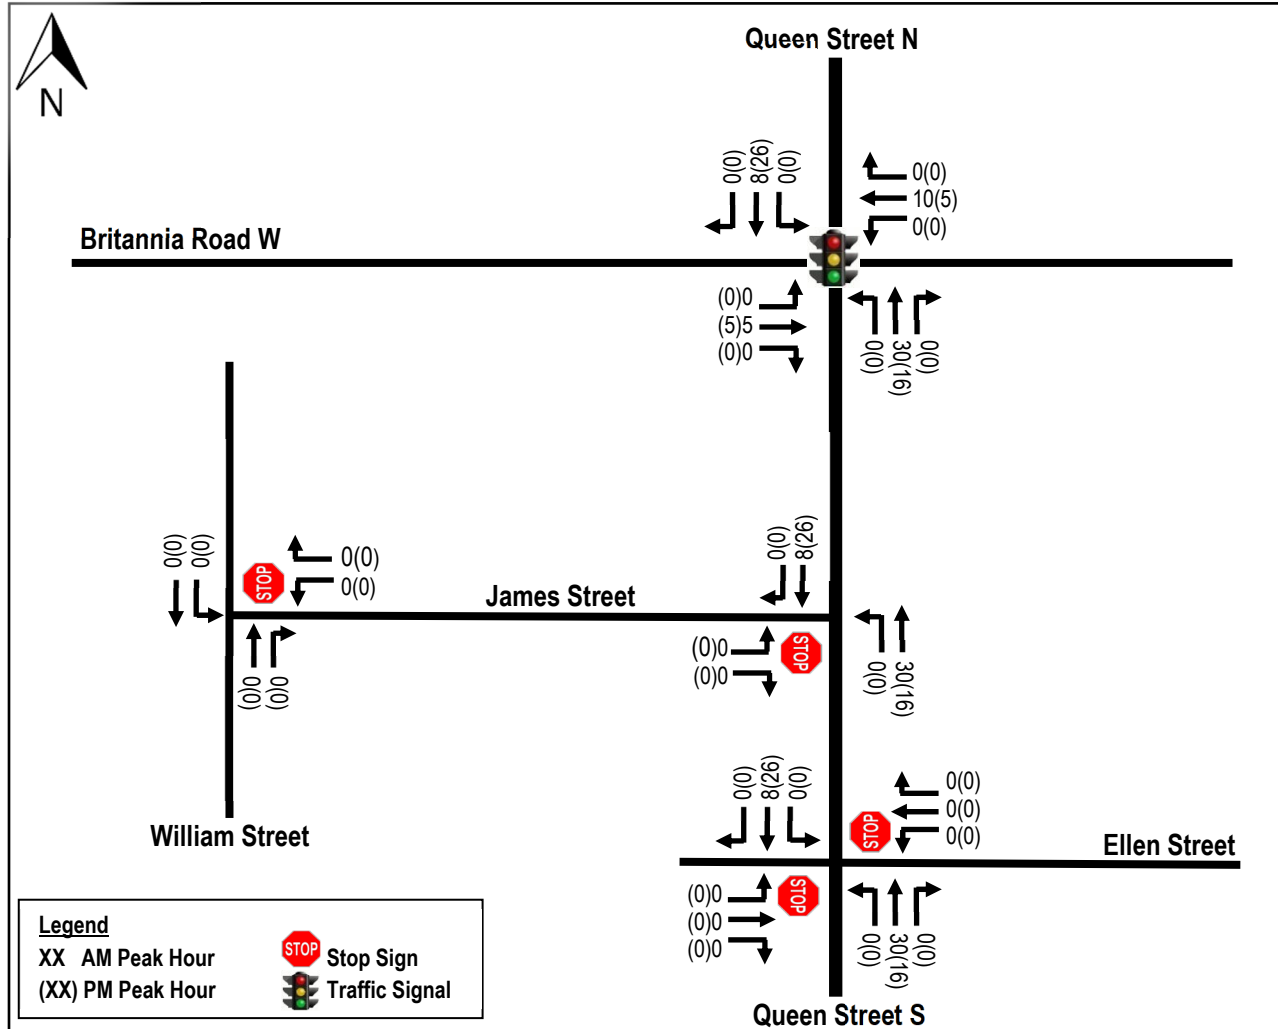 Queen Street N
N
0(0)
8(26)
0(0)
0(0)
10(5)
0(0)
Britannia Road W
(0)0
(5)5
(0)0
0(0)
30(16)
0(0)
(0)0
(0)0
STOP
0(0)
0(0)
0(0)
8(26)
James Street
(0)0
(0)0
STOP
0(0)
30(16)
(0)0
0(0)
William Street
0(0)
8(26)
0(0)
0(0)
0(0)
0(0)
STOP
Ellen Street
(0)0
(0)0
(0)0
STOP
0(0)
30(16)
0(0)
Queen Street S
Legend
XX AM Peak Hour
STOP Stop Sign
(XX) PM Peak Hour
Traffic Signal